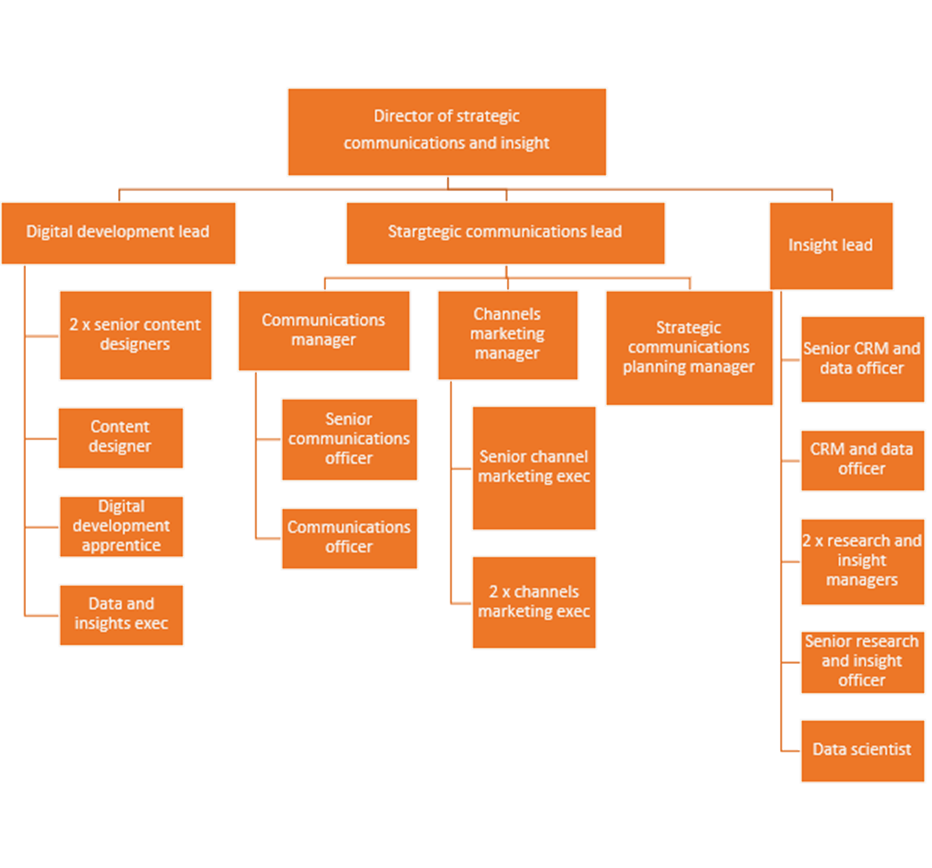 Director of strategic
communications and insight
Digital development lead
Stargtegic communications lead
Insight lead
2 x senior content
designers
Content
designer
Digital
development
apprentice
Data and
insights exec
Communications
manager
Senior
communications
officer
Communications
officer
Channels
marketing
manager
Senior channel
marketing exec
2 x channels
marketing exec
Strategic
communications
planning manager
Senior CRM and
data officer
CRM and data
officer
2 x research and
insight
managers
Senior research
and insight
officer
Data scientist